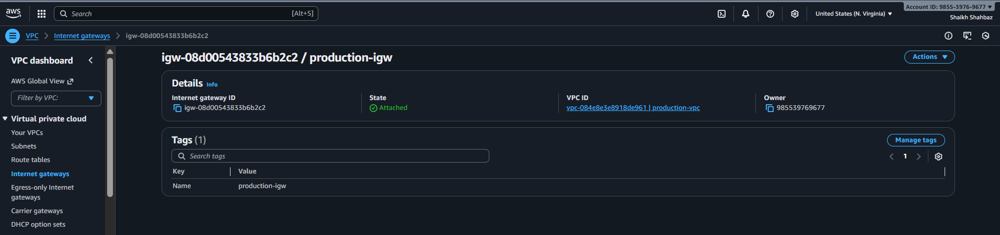 aws
Search [Alt+S]
United States (N. Virginia)
Account ID: 9855-3976-9677
Shaikh Shahbaz
VPC > Internet gateways > igw-08d00543833b6b2c2
VPC dashboard
AWS Global View
Filter by VPC:
Virtual private cloud
Your VPCs
Subnets
Route tables
Internet gateways
Egress-only Internet
gateways
Carrier gateways
DHCP option sets
igw-08d00543833b6b2c2 / production-igw
Actions
Details Info
Internet gateway ID
igw-08d00543833b6b2c2
State
Attached
VPC ID
vpc-084e8e3e8918de961 | production-vpc
Owner
985539769677
Tags (1)
Manage tags
Search tags
1
Key Value
Name production-igw